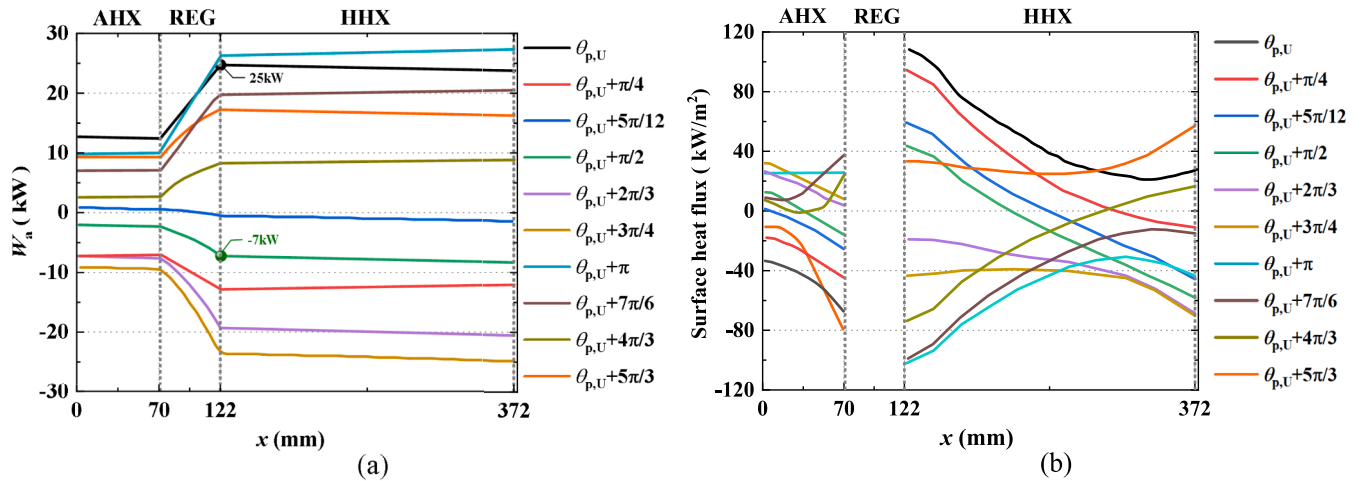 AHX REG HHX
30
20
10
0
-10
-20
-30
W_a ( kW)
25kW
-7kW
0 70 122 372
x (mm)
(a)
θ_p,U
θ_p,U+π/4
θ_p,U+5π/12
θ_p,U+π/2
θ_p,U+2π/3
θ_p,U+3π/4
θ_p,U+π
θ_p,U+7π/6
θ_p,U+4π/3
θ_p,U+5π/3
AHX REG HHX
120
80
40
0
-40
-80
-120
Surface heat flux ( kW/m²)
0 70 122 372
x (mm)
(b)
θ_p,U
θ_p,U+π/4
θ_p,U+5π/12
θ_p,U+π/2
θ_p,U+2π/3
θ_p,U+3π/4
θ_p,U+π
θ_p,U+7π/6
θ_p,U+4π/3
θ_p,U+5π/3